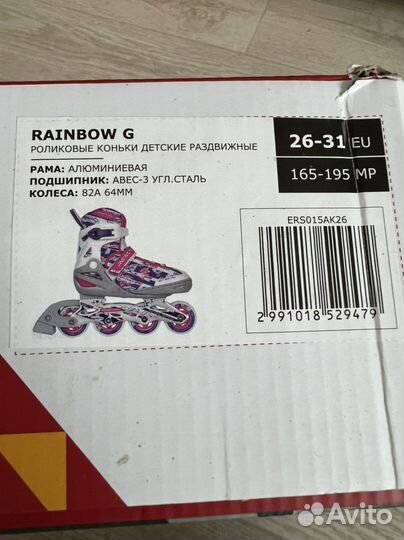 RAINBOW G
РОЛИКОВЫЕ КОНЬКИ ДЕТСКИЕ РАЗДВИЖНЫЕ
РАМА: АЛЮМИНИЕВАЯ
ПОДШИПНИК: ABEC-3 УГЛ.СТАЛЬ
КОЛЕСА: 82А 64ММ
26-31 EU
165-195 MP
ERS015AK26
2 991018 529479
Avito